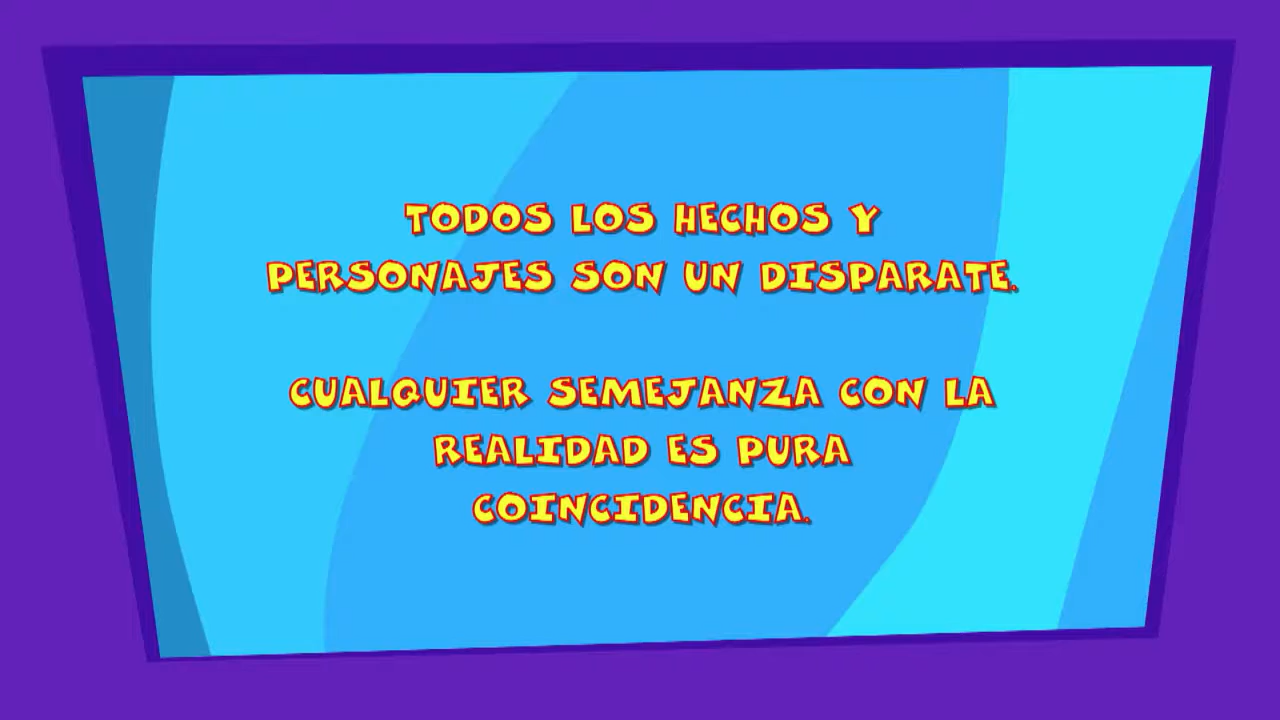 TODOS LOS HECHOS Y
PERSONAJES SON UN DISPARATE.
CUALQUIER SEMEJANZA CON LA
REALIDAD ES PURA
COINCIDENCIA.